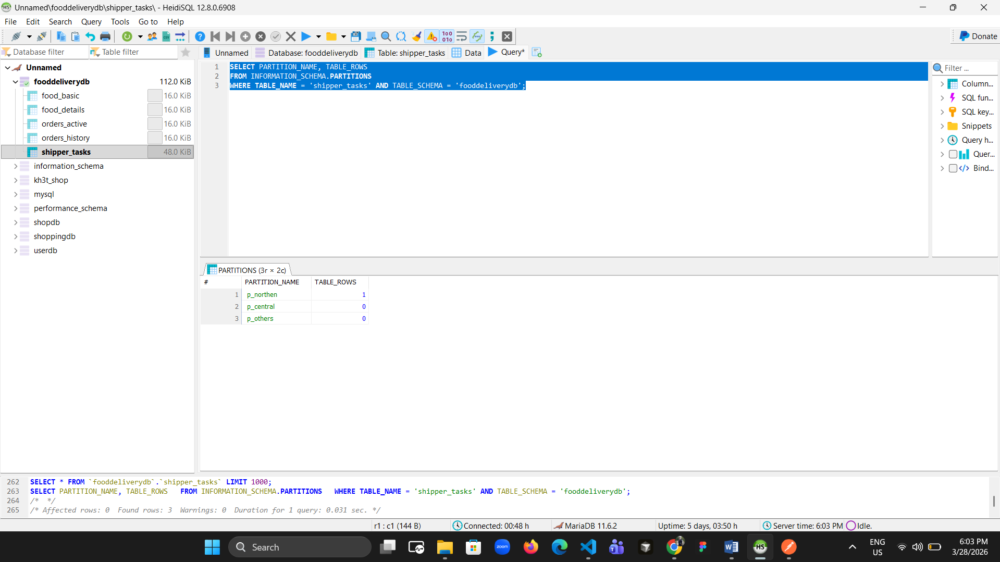 HS Unnamed\fooddeliverydb\shipper_tasks\ - HeidiSQL 12.8.0.6908
File Edit Search Query Tools Go to Help
CSV
?
100
010
Donate
Database filter Table filter
Unnamed Database: fooddeliverydb Table: shipper_tasks Data Query*
Unnamed
fooddeliverydb 112.0 KiB
food_basic 16.0 KiB
food_details 16.0 KiB
orders_active 16.0 KiB
orders_history 16.0 KiB
shipper_tasks 48.0 KiB
information_schema
kh3t_shop
mysql
performance_schema
shopdb
shoppingdb
userdb
1 SELECT PARTITION_NAME, TABLE_ROWS
2 FROM INFORMATION_SCHEMA.PARTITIONS
3 WHERE TABLE_NAME = 'shipper_tasks' AND TABLE_SCHEMA = 'fooddeliverydb';
Filter ...
Column...
SQL fun...
SQL key...
Snippets
Query h...
Quer...
Bind...
PARTITIONS (3r × 2c)
# PARTITION_NAME TABLE_ROWS
1 p_northen 1
2 p_central 0
3 p_others 0
262 SELECT * FROM `fooddeliverydb`.`shipper_tasks` LIMIT 1000;
263 SELECT PARTITION_NAME, TABLE_ROWS FROM INFORMATION_SCHEMA.PARTITIONS WHERE TABLE_NAME = 'shipper_tasks' AND TABLE_SCHEMA = 'fooddeliverydb';
264 /* */
265 /* Affected rows: 0 Found rows: 3 Warnings: 0 Duration for 1 query: 0.031 sec. */
r1 : c1 (144 B) Connected: 00:48 h MariaDB 11.6.2 Uptime: 5 days, 03:50 h Server time: 6:03 PM Idle.
Search
zoom
HS
ENG
US
6:03 PM
3/28/2026